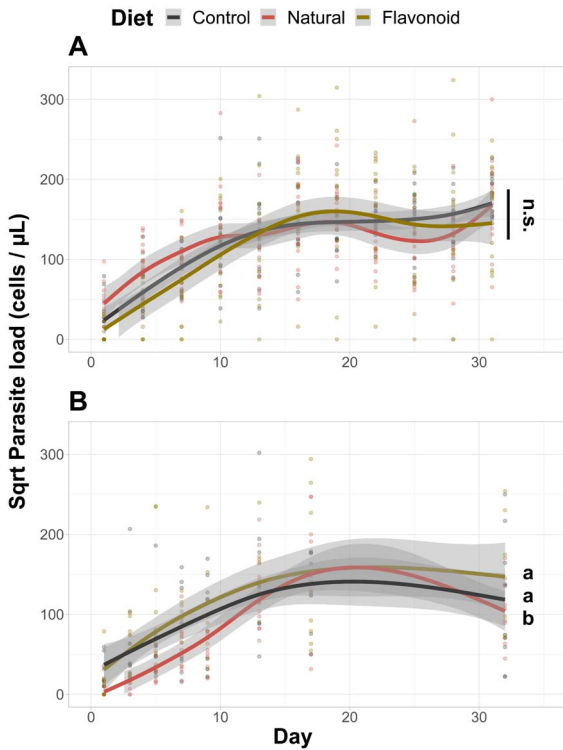 Diet Control Natural Flavonoid
A
300
200
100
0
n.s.
0 10 20 30
Sqrt Parasite load (cells / µL)
B
300
200
100
0
a
a
b
0 10 20 30
Day